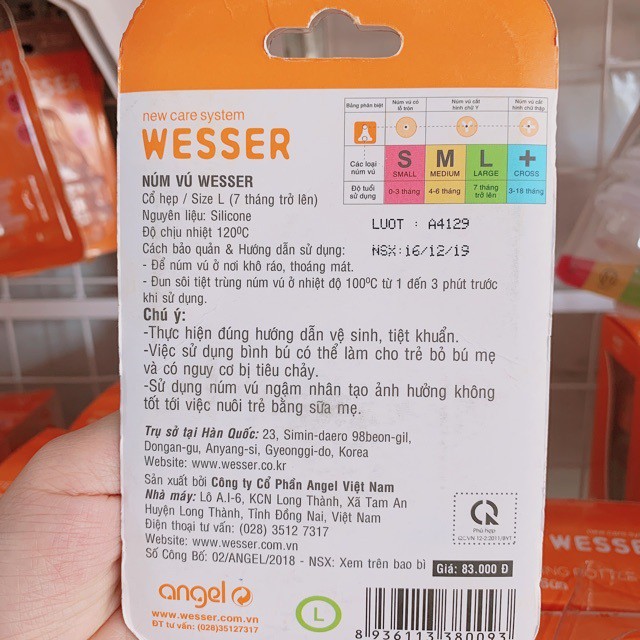 new care system
WESSER
NÚM VÚ WESSER
Cổ hẹp / Size L (7 tháng trở lên)
Nguyên liệu: Silicone
Độ chịu nhiệt 120ºC
Cách bảo quản & Hướng dẫn sử dụng:
- Để núm vú ở nơi khô ráo, thoáng mát.
- Đun sôi tiệt trùng núm vú ở nhiệt độ 100ºC từ 1 đến 3 phút trước
khi sử dụng.
Bảng phân biệt
Núm vú có
lỗ tròn
Núm vú cắt
hình chữ Y
Núm vú cắt
hình chữ thập
Các loại
núm vú
S
SMALL
M
MEDIUM
L
LARGE
+
CROSS
Độ tuổi
sử dụng
0-3 tháng
4-6 tháng
7 tháng
trở lên
3-18 tháng
LUOT : A4129
NSX: 16/12/19
Chú ý:
-Thực hiện đúng hướng dẫn vệ sinh, tiệt khuẩn.
-Việc sử dụng bình bú có thể làm cho trẻ bỏ bú mẹ
và có nguy cơ bị tiêu chảy.
-Sử dụng núm vú ngậm nhân tạo ảnh hưởng không
tốt tới việc nuôi trẻ bằng sữa mẹ.
Trụ sở tại Hàn Quốc: 23, Simin-daero 98beon-gil,
Dongan-gu, Anyang-si, Gyeonggi-do, Korea
Website: www.wesser.co.kr
Sản xuất bởi Công ty Cổ Phần Angel Việt Nam
Nhà máy: Lô A.I-6, KCN Long Thành, Xã Tam An
Huyện Long Thành, Tỉnh Đồng Nai, Việt Nam
Điện thoại tư vấn: (028) 3512 7317
Website: www.wesser.com.vn
Số Công Bố: 02/ANGEL/2018 - NSX: Xem trên bao bì
Giá: 83.000 Đ
Phù hợp
QCVN 12-2:2011/BYT
angel
www.wesser.com.vn
ĐT tư vấn: (028)35127317
L
8 936111 380093
WESSER
SSER